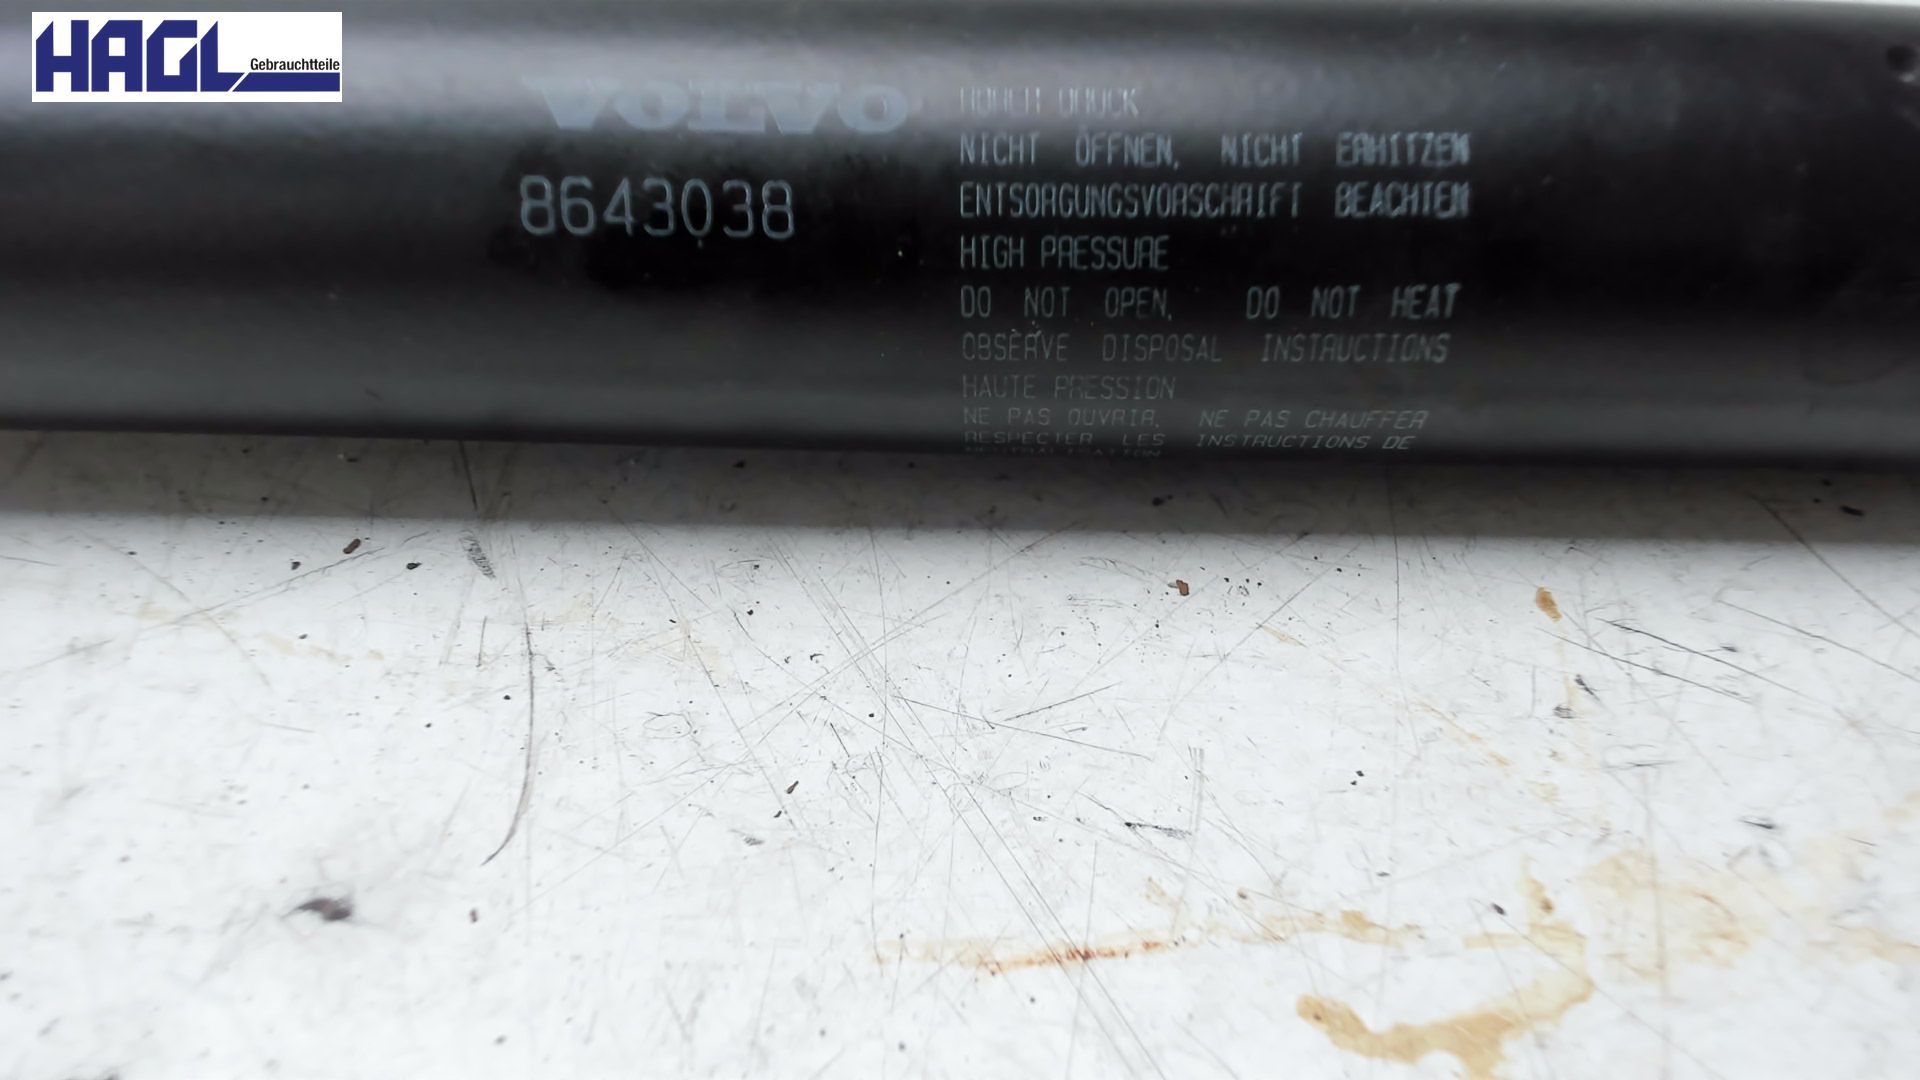 HAGL
Gebrauchtteile
VOLVO
8643038
HOHER DRUCK
NICHT ÖFFNEN, NICHT ERHITZEN
ENTSORGUNGSVORSCHRIFT BEACHTEN
HIGH PRESSURE
DO NOT OPEN, DO NOT HEAT
OBSERVE DISPOSAL INSTRUCTIONS
HAUTE PRESSION
NE PAS OUVRIR, NE PAS CHAUFFER
RESPECTER LES INSTRUCTIONS DE